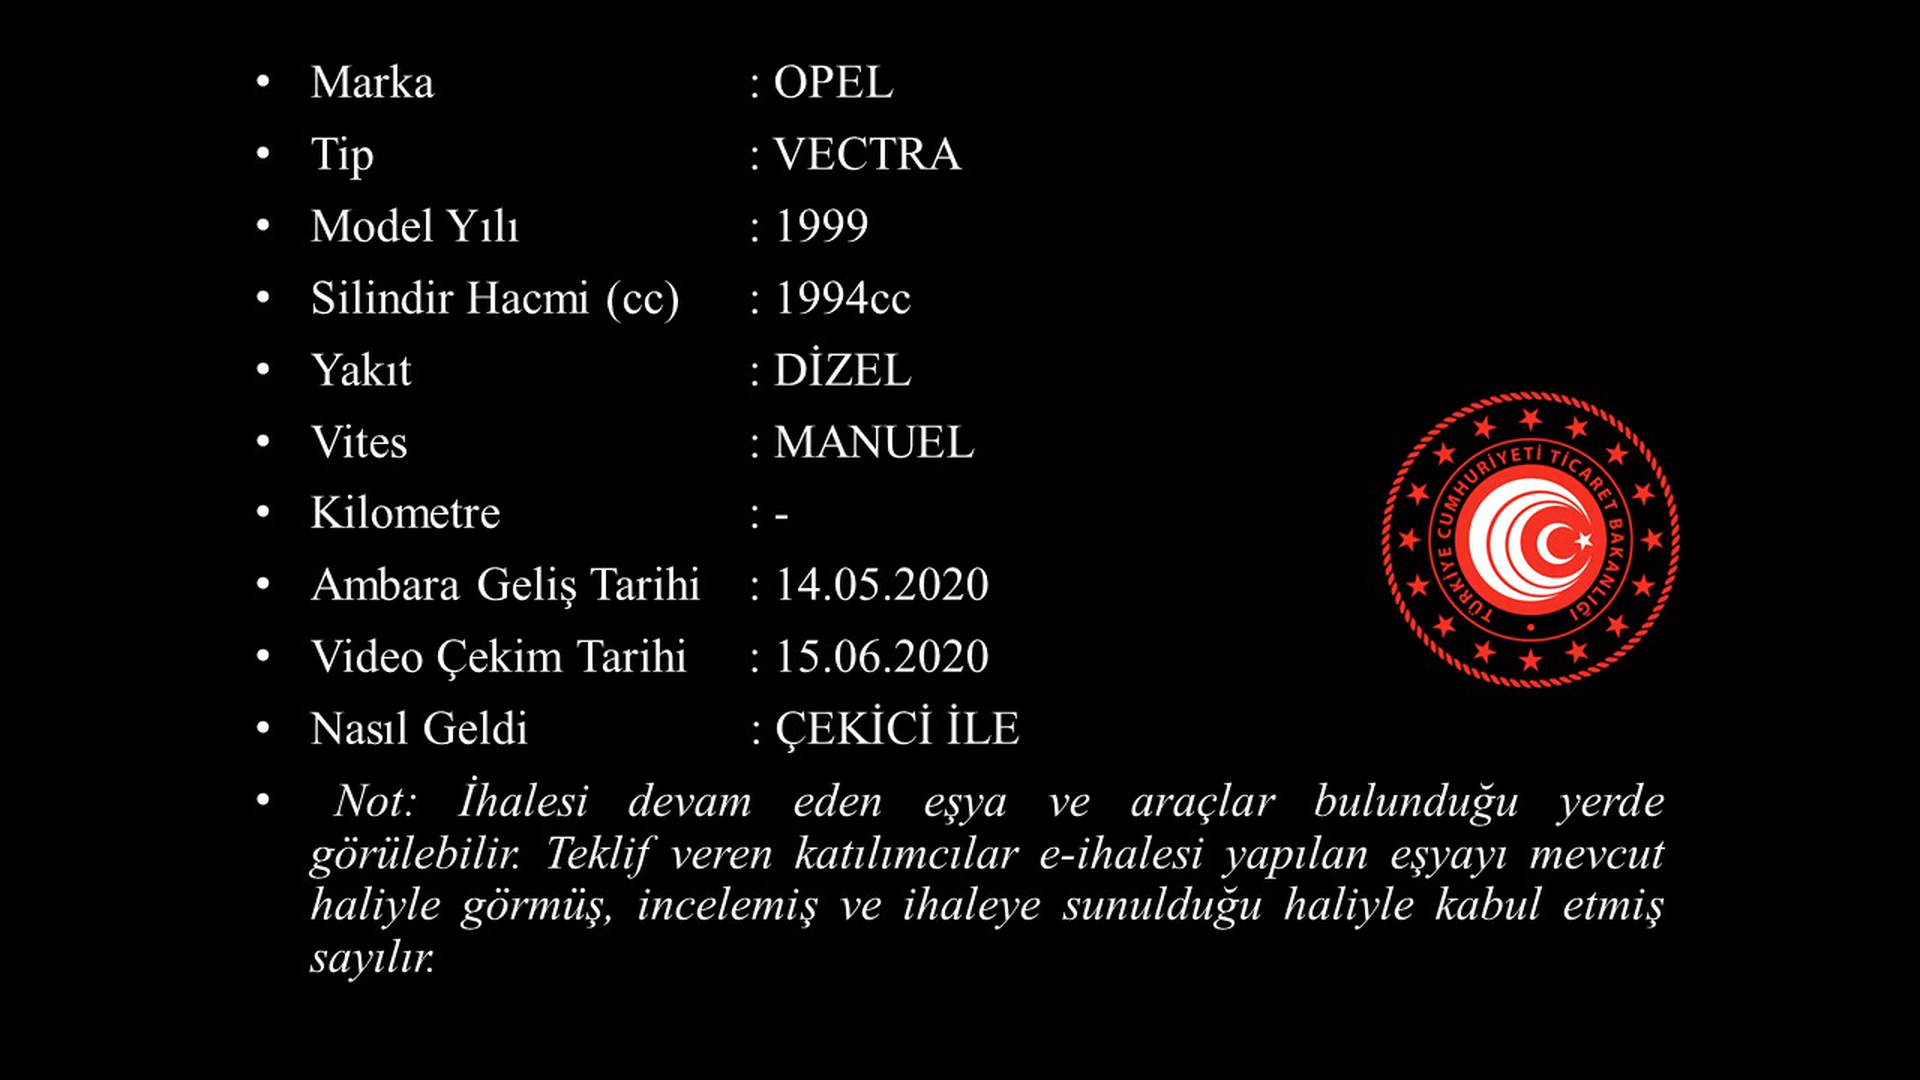 • Marka : OPEL
• Tip : VECTRA
• Model Yılı : 1999
• Silindir Hacmi (cc) : 1994cc
• Yakıt : DİZEL
• Vites : MANUEL
• Kilometre : -
• Ambara Geliş Tarihi : 14.05.2020
• Video Çekim Tarihi : 15.06.2020
• Nasıl Geldi : ÇEKİCİ İLE
• Not: İhalesi devam eden eşya ve araçlar bulunduğu yerde
görülebilir. Teklif veren katılımcılar e-ihalesi yapılan eşyayı mevcut
haliyle görmüş, incelemiş ve ihaleye sunulduğu haliyle kabul etmiş
sayılır.
TÜRKİYE CUMHURİYETİ TİCARET BAKANLIĞI